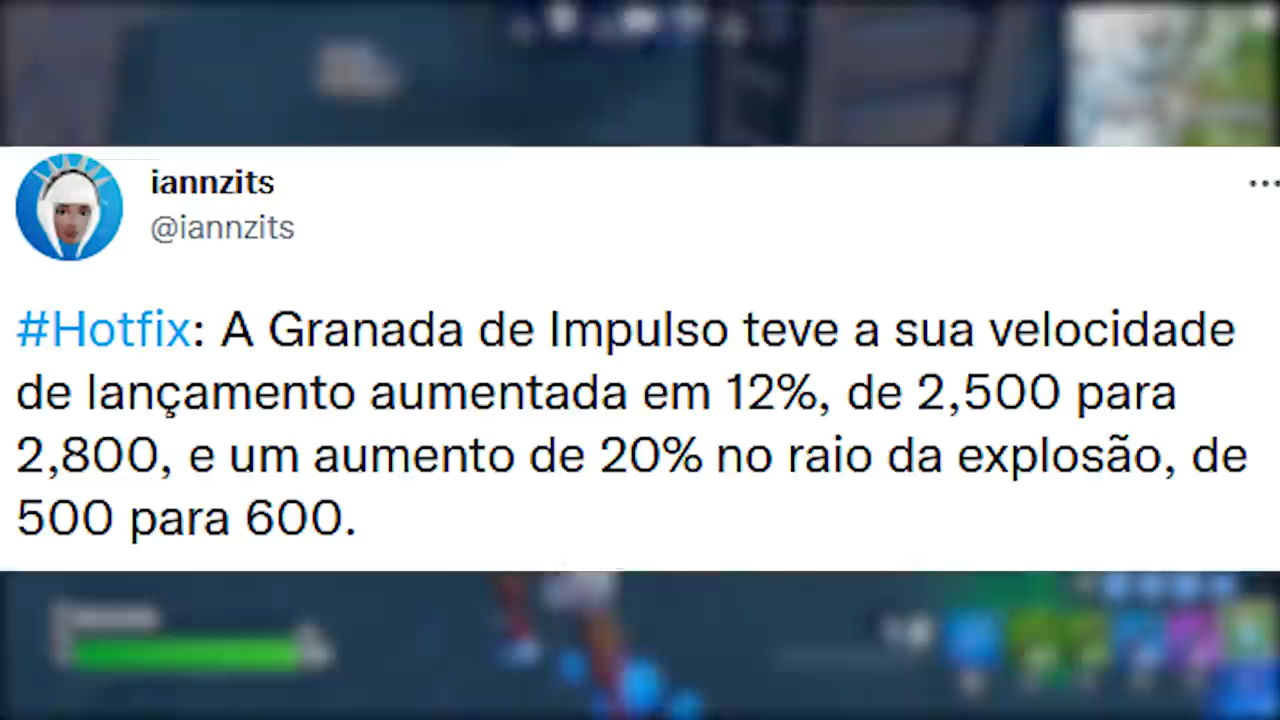 iannzits
@iannzits
#Hotfix: A Granada de Impulso teve a sua velocidade
de lançamento aumentada em 12%, de 2,500 para
2,800, e um aumento de 20% no raio da explosão, de
500 para 600.